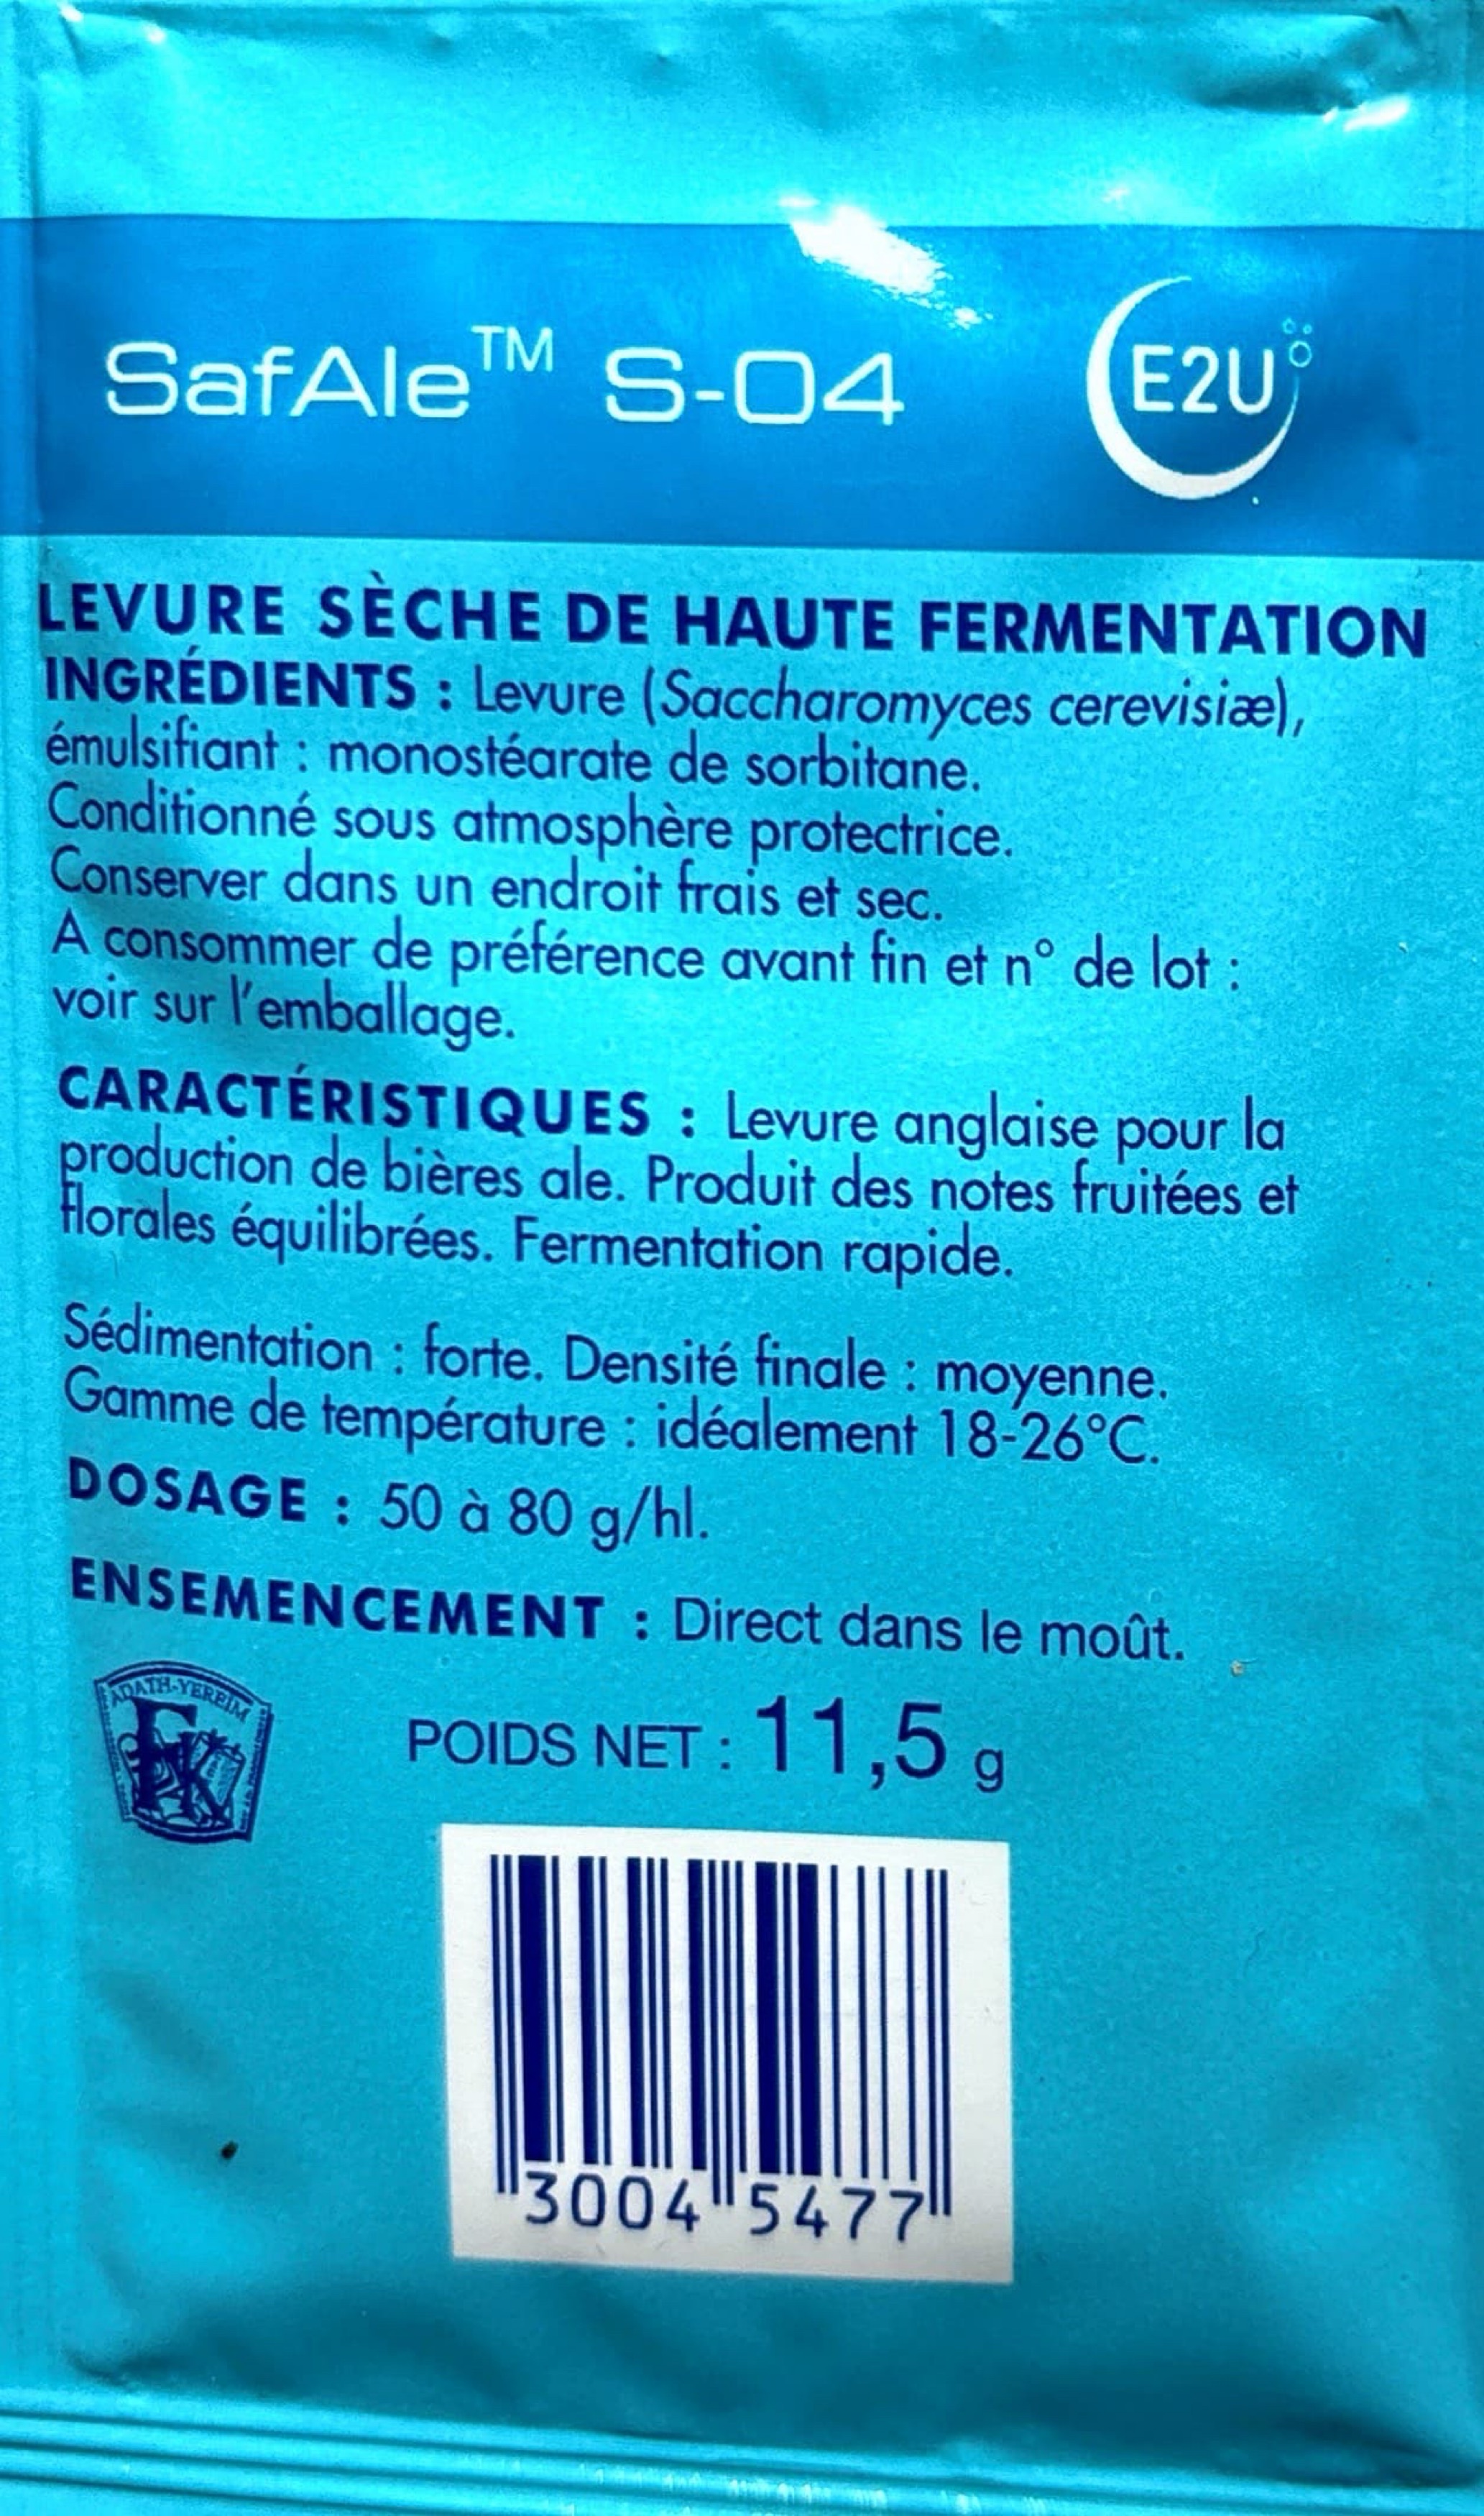 SafAle™ S-04
E2U
LEVURE SÈCHE DE HAUTE FERMENTATION
INGRÉDIENTS : Levure (Saccharomyces cerevisiæ),
émulsifiant : monostéarate de sorbitane.
Conditionné sous atmosphère protectrice.
Conserver dans un endroit frais et sec.
A consommer de préférence avant fin et n° de lot :
voir sur l'emballage.
CARACTÉRISTIQUES : Levure anglaise pour la
production de bières ale. Produit des notes fruitées et
florales équilibrées. Fermentation rapide.
Sédimentation : forte. Densité finale : moyenne.
Gamme de température : idéalement 18-26°C.
DOSAGE : 50 à 80 g/hl.
ENSEMENCEMENT : Direct dans le moût.
ADATH-YEREIM
K
POIDS NET : 11,5 g
3004 5477